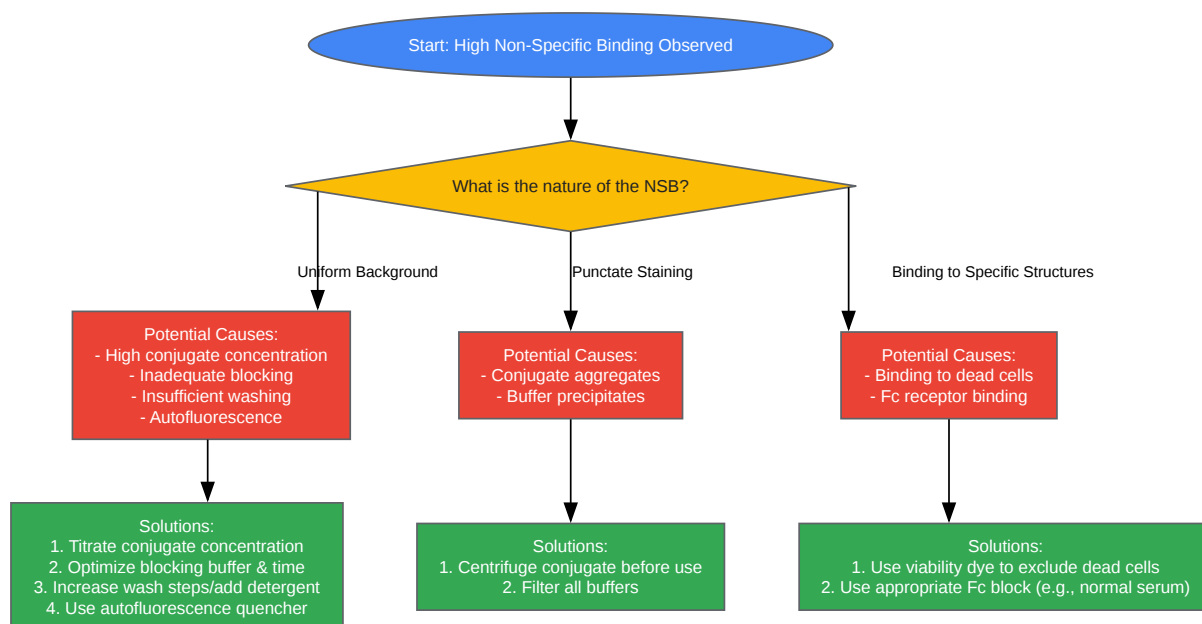 Start: High Non-Specific Binding Observed
What is the nature of the NSB?
Uniform Background
Punctate Staining
Binding to Specific Structures
Potential Causes:
- High conjugate concentration
- Inadequate blocking
- Insufficient washing
- Autofluorescence
Potential Causes:
- Conjugate aggregates
- Buffer precipitates
Potential Causes:
- Binding to dead cells
- Fc receptor binding
Solutions:
1. Titrate conjugate concentration
2. Optimize blocking buffer & time
3. Increase wash steps/add detergent
4. Use autofluorescence quencher
Solutions:
1. Centrifuge conjugate before use
2. Filter all buffers
Solutions:
1. Use viability dye to exclude dead cells
2. Use appropriate Fc block (e.g., normal serum)